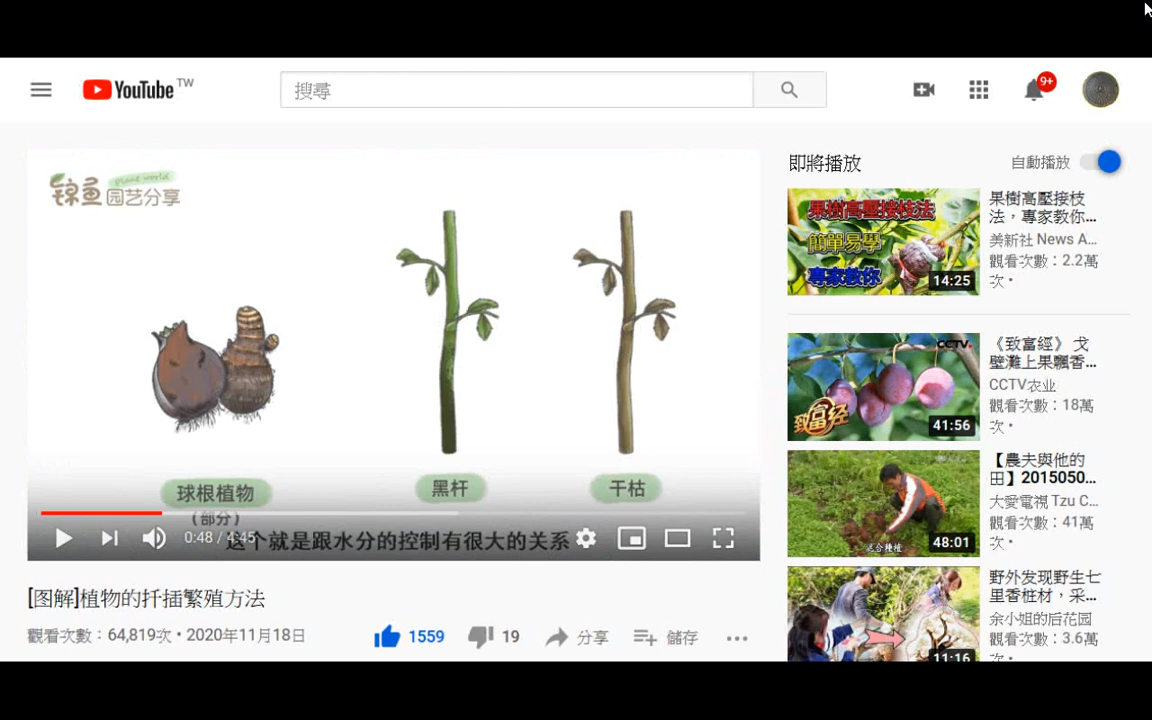 YouTube TW
搜尋
9+
锦鱼 plant world
园艺分享
球根植物
(部分)
黑杆
干枯
这个就是跟水分的控制有很大的关系
0:48 / 4:45
[图解]植物的扦插繁殖方法
觀看次數：64,819次 • 2020年11月18日
1559
19
分享
儲存
即將播放
自動播放
果樹高壓接枝法
簡單易學
專家教你
14:25
果樹高壓接枝
法，專家教你...
美新社 News A...
觀看次數：2.2萬
次 •
CCTV.
致富经
41:56
《致富經》 戈
壁灘上果飄香...
CCTV农业
觀看次數：18萬
次 •
混合種植
48:01
【農夫與他的
田】2015050...
大愛電視 Tzu C...
觀看次數：41萬
次 •
11:16
野外发现野生七
里香桩材，采...
余小姐的后花园
觀看次數：3.6萬
次 •